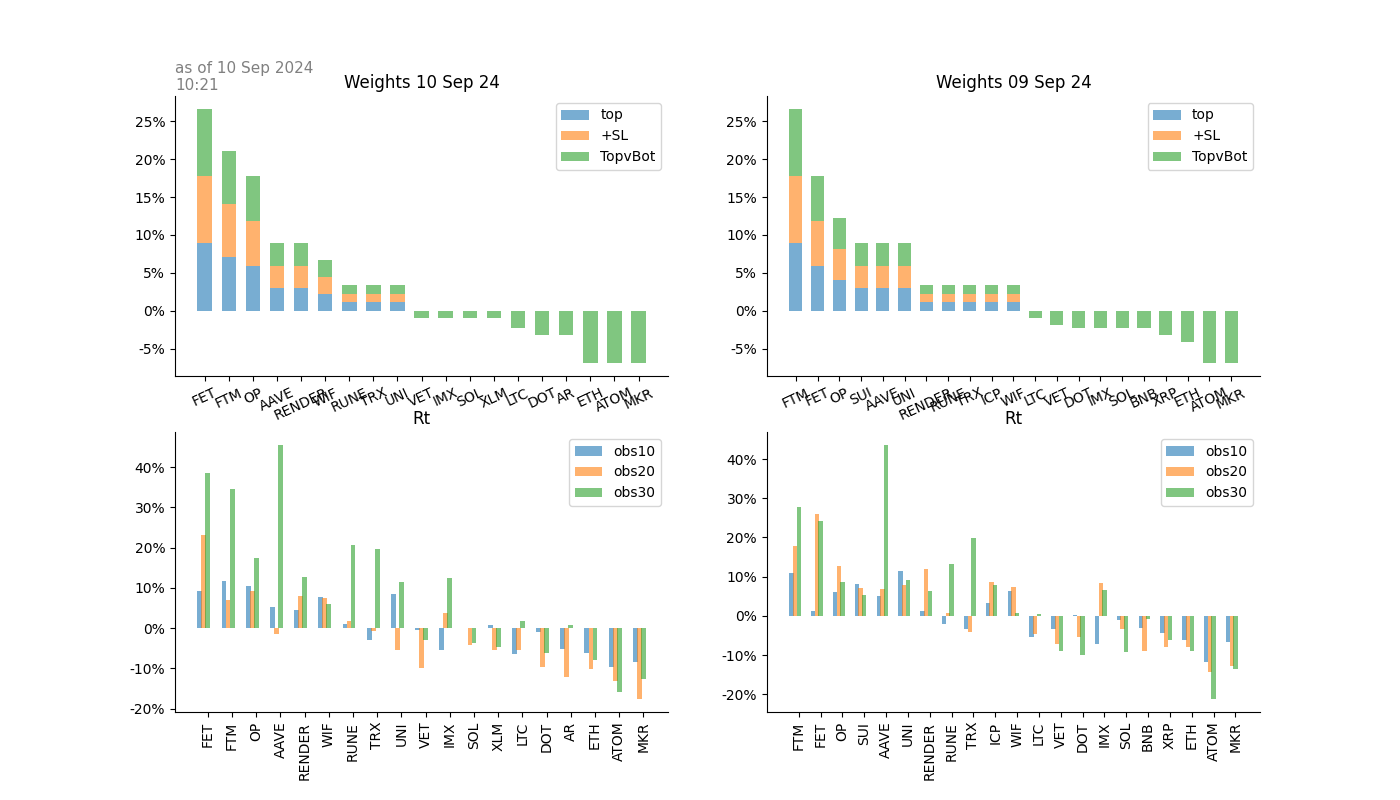 as of 10 Sep 2024
10:21
Weights 10 Sep 24
25%
20%
15%
10%
5%
0%
-5%
top
+SL
TopvBot
FET FTM OP AAVE RENDER WIF RUNE TRX UNI VET IMX SOL XLM LTC DOT AR ETH ATOM MKR
Weights 09 Sep 24
25%
20%
15%
10%
5%
0%
-5%
top
+SL
TopvBot
FTM FET OP SUI AAVE UNI RENDER RUNE TRX ICP WIF LTC VET DOT IMX SOL BNB XRP ETH ATOM MKR
Rt
40%
30%
20%
10%
0%
-10%
-20%
obs10
obs20
obs30
FET FTM OP AAVE RENDER WIF RUNE TRX UNI VET IMX SOL XLM LTC DOT AR ETH ATOM MKR
Rt
40%
30%
20%
10%
0%
-10%
-20%
obs10
obs20
obs30
FTM FET OP SUI AAVE UNI RENDER RUNE TRX ICP WIF LTC VET DOT IMX SOL BNB XRP ETH ATOM MKR